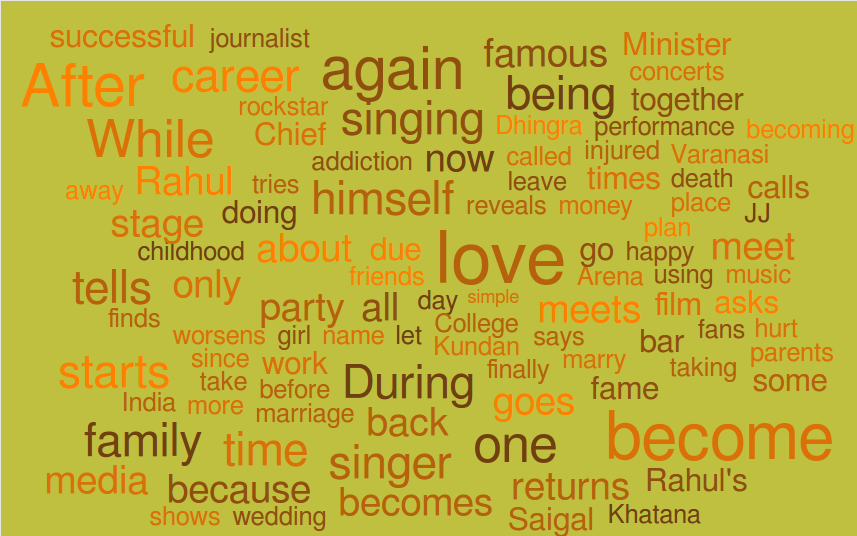 successful journalist again famous Minister
After career concerts
rockstar singing being together
While Chief Dhingra performance becoming
addiction now called injured Varanasi
away Rahul tries himself leave times death calls
stage doing reveals money place JJ
plan
childhood about due love go happy meet
tells only friends Arena using music
party all day simple meets film asks
finds College
worsens girl name let Kundan says bar fans hurt
starts since work finally marry taking parents
take before During fame some
India more marriage back goes
family time singer one become
media because becomes returns Rahul's
shows wedding Saigal Khatana